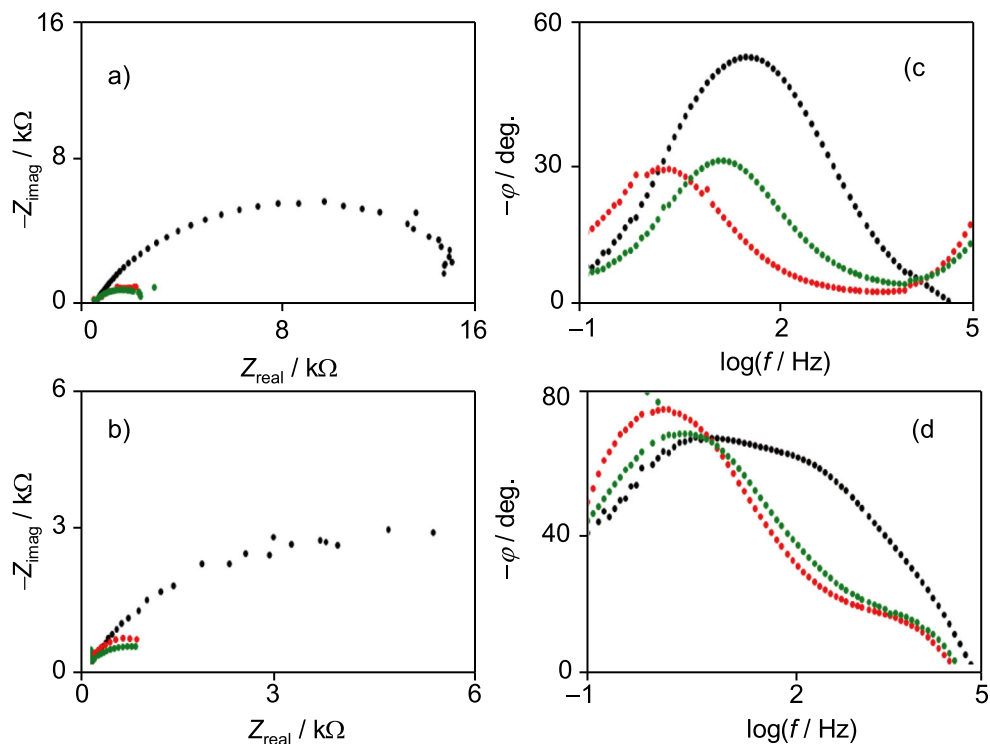 16
a)
–Zimag / kΩ
8
0
0
8
16
Zreal / kΩ
60
(c
–φ / deg.
30
0
–1
2
5
log(f / Hz)
6
b)
–Zimag / kΩ
3
0
0
3
6
Zreal / kΩ
80
(d
–φ / deg.
40
0
–1
2
5
log(f / Hz)